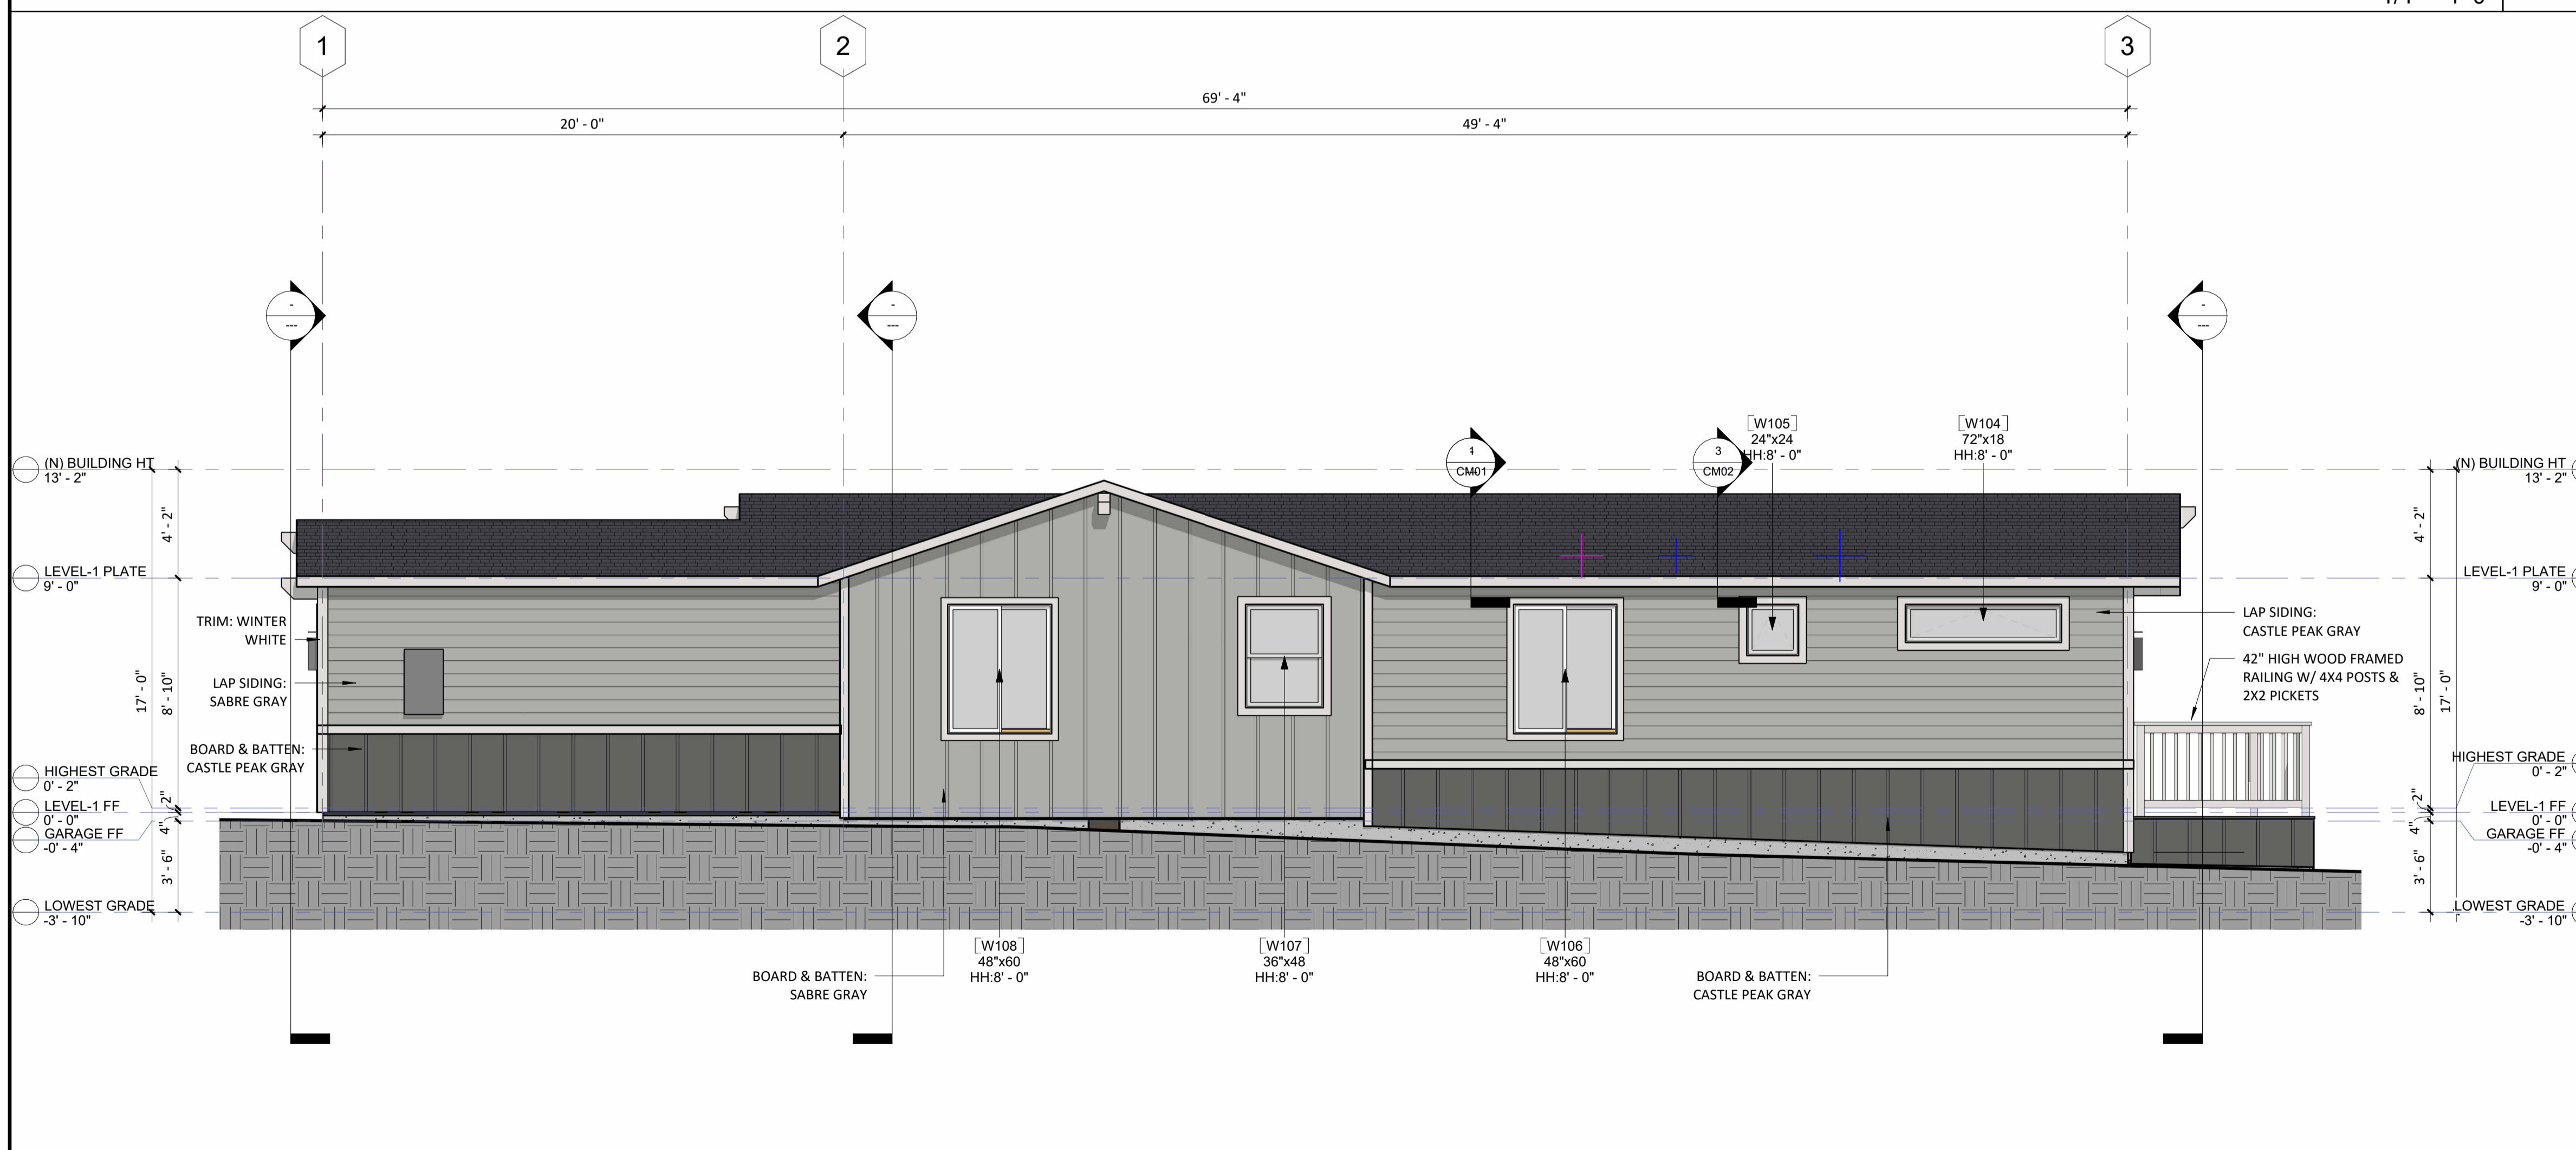 1
2
3
69' - 4"
20' - 0"
49' - 4"
-
---
-
---
-
---
[W105]
24"x24
HH:8' - 0"
[W104]
72"x18
HH:8' - 0"
CM01
3
CM02
(N) BUILDING HT
13' - 2"
LEVEL-1 PLATE
9' - 0"
HIGHEST GRADE
0' - 2"
LEVEL-1 FF
0' - 0"
GARAGE FF
-0' - 4"
LOWEST GRADE
-3' - 10"
17' - 0"
4' - 2"
8' - 10"
2"
4"
3' - 6"
TRIM: WINTER
WHITE
LAP SIDING:
SABRE GRAY
BOARD & BATTEN:
CASTLE PEAK GRAY
LAP SIDING:
CASTLE PEAK GRAY
42" HIGH WOOD FRAMED
RAILING W/ 4X4 POSTS &
2X2 PICKETS
(N) BUILDING HT
13' - 2"
LEVEL-1 PLATE
9' - 0"
HIGHEST GRADE
0' - 2"
LEVEL-1 FF
0' - 0"
GARAGE FF
-0' - 4"
LOWEST GRADE
-3' - 10"
4' - 2"
8' - 10"
17' - 0"
2"
4"
3' - 6"
[W108]
48"x60
HH:8' - 0"
[W107]
36"x48
HH:8' - 0"
[W106]
48"x60
HH:8' - 0"
BOARD & BATTEN:
SABRE GRAY
BOARD & BATTEN:
CASTLE PEAK GRAY